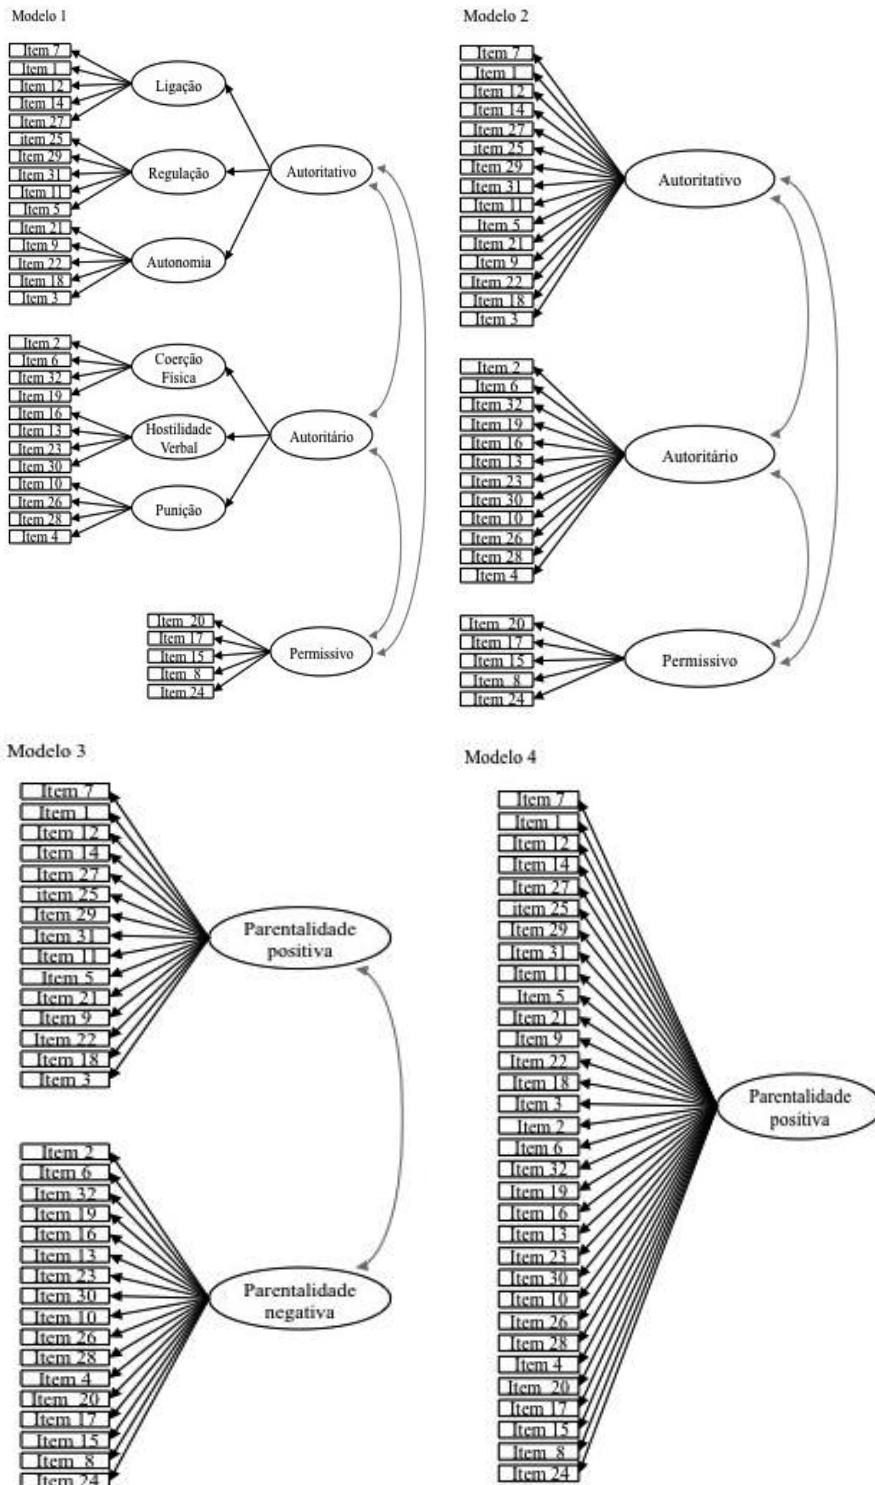 Modelo 1
Item 7
Item 1
Item 12
Item 14
Item 27
item 25
Item 29
Item 31
Item 11
Item 5
Item 21
Item 9
Item 22
Item 18
Item 3
Ligação
Regulação
Autonomia
Autoritativo
Item 2
Item 6
Item 32
Item 19
Item 16
Item 13
Item 23
Item 30
Item 10
Item 26
Item 28
Item 4
Coerção
Física
Hostilidade
Verbal
Punição
Autoritário
Item 20
Item 17
Item 15
Item 8
Item 24
Permissivo
Modelo 2
Item 7
Item 1
Item 12
Item 14
Item 27
item 25
Item 29
Item 31
Item 11
Item 5
Item 21
Item 9
Item 22
Item 18
Item 3
Autoritativo
Item 2
Item 6
Item 32
Item 19
Item 16
Item 13
Item 23
Item 30
Item 10
Item 26
Item 28
Item 4
Autoritário
Item 20
Item 17
Item 15
Item 8
Item 24
Permissivo
Modelo 3
Item 7
Item 1
Item 12
Item 14
Item 27
item 25
Item 29
Item 31
Item 11
Item 5
Item 21
Item 9
Item 22
Item 18
Item 3
Parentalidade
positiva
Item 2
Item 6
Item 32
Item 19
Item 16
Item 13
Item 23
Item 30
Item 10
Item 26
Item 28
Item 4
Item 20
Item 17
Item 15
Item 8
Item 24
Parentalidade
negativa
Modelo 4
Item 7
Item 1
Item 12
Item 14
Item 27
item 25
Item 29
Item 31
Item 11
Item 5
Item 21
Item 9
Item 22
Item 18
Item 3
Item 2
Item 6
Item 32
Item 19
Item 16
Item 13
Item 23
Item 30
Item 10
Item 26
Item 28
Item 4
Item 20
Item 17
Item 15
Item 8
Item 24
Parentalidade
positiva